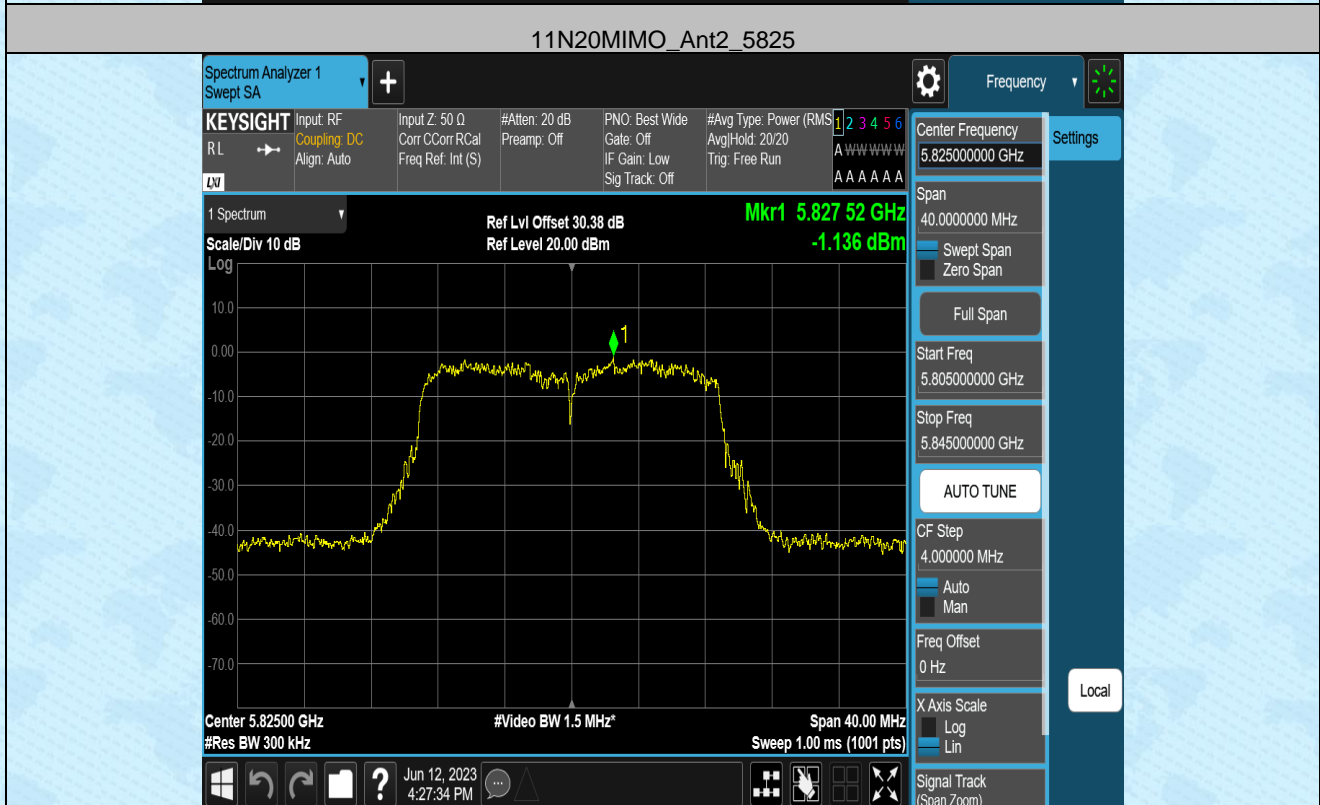 11N20MIMO_Ant2_5825
Spectrum Analyzer 1
Swept SA
+
Frequency
KEYSIGHT
RL
LXI
Input: RF
Coupling: DC
Align: Auto
Input Z: 50 Ω
Corr CCorr RCal
Freq Ref: Int (S)
#Atten: 20 dB
Preamp: Off
PNO: Best Wide
Gate: Off
IF Gain: Low
Sig Track: Off
#Avg Type: Power (RMS
Avg|Hold: 20/20
Trig: Free Run
1 2 3 4 5 6
A W W W W W
A A A A A A
Center Frequency
5.825000000 GHz
Settings
Span
40.0000000 MHz
Swept Span
Zero Span
Full Span
Start Freq
5.805000000 GHz
Stop Freq
5.845000000 GHz
AUTO TUNE
CF Step
4.000000 MHz
Auto
Man
Freq Offset
0 Hz
X Axis Scale
Log
Lin
Signal Track
(Span Zoom)
Local
1 Spectrum
Scale/Div 10 dB
Ref Lvl Offset 30.38 dB
Ref Level 20.00 dBm
Mkr1 5.827 52 GHz
-1.136 dBm
Log
10.0
0.00
-10.0
-20.0
-30.0
-40.0
-50.0
-60.0
-70.0
1
Center 5.82500 GHz
#Res BW 300 kHz
#Video BW 1.5 MHz*
Span 40.00 MHz
Sweep 1.00 ms (1001 pts)
?
Jun 12, 2023
4:27:34 PM